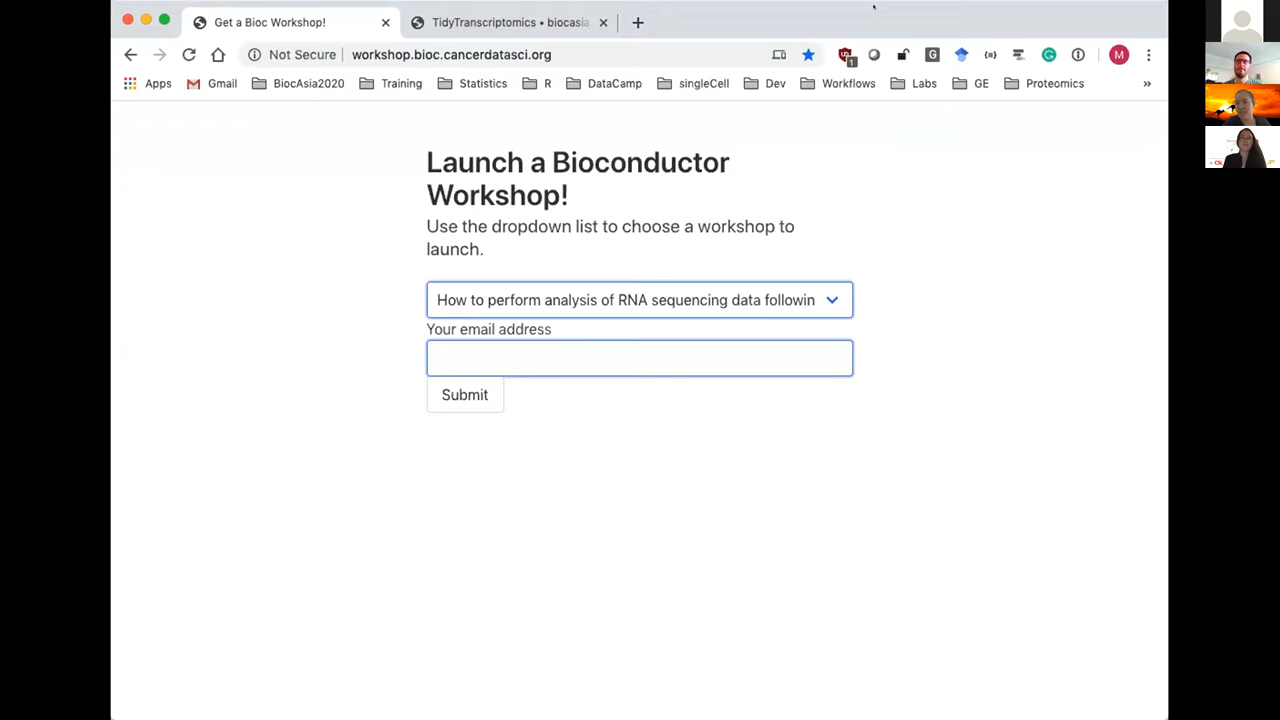 Get a Bioc Workshop!
TidyTranscriptomics • biocasia
Not Secure
workshop.bioc.cancerdatasci.org
1
G
M
Apps
Gmail
BiocAsia2020
Training
Statistics
R
DataCamp
singleCell
Dev
Workflows
Labs
GE
Proteomics
»
Launch a Bioconductor
Workshop!
Use the dropdown list to choose a workshop to
launch.
How to perform analysis of RNA sequencing data followin
Your email address
Submit